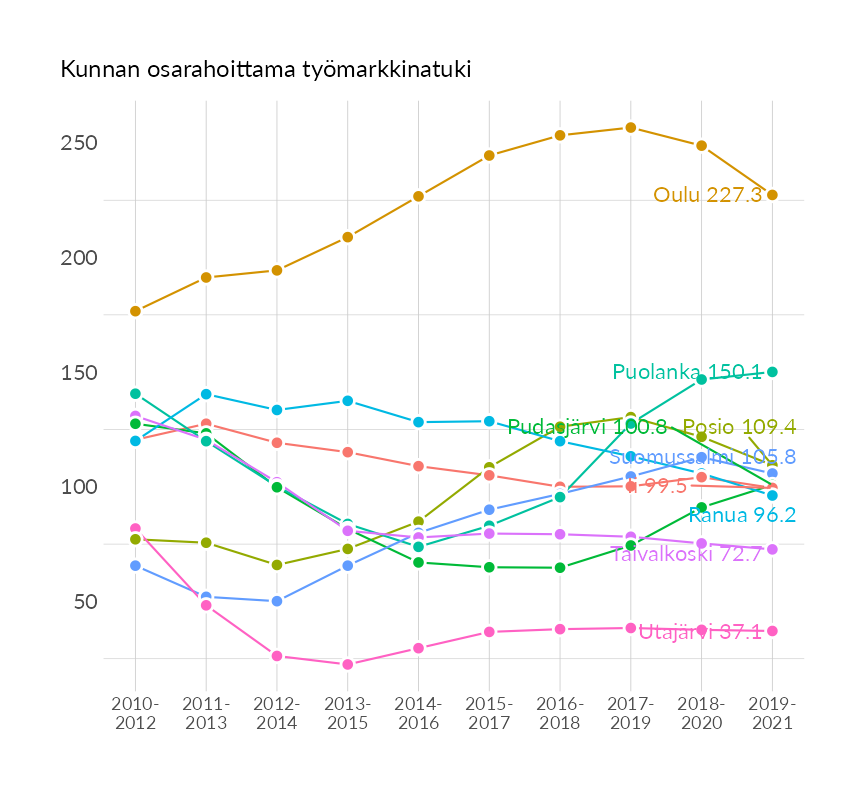 Kunnan osarahoittama työmarkkinatuki
250
200
150
100
50
Oulu 227.3
Puolanka 150.1
Pudasjärvi 100.8
Posio 109.4
Suomussalmi 105.8
Ii 99.5
Ranua 96.2
Taivalkoski 72.7
Utajärvi 37.1
2010- 2011- 2012- 2013- 2014- 2015- 2016- 2017- 2018- 2019-
2012 2013 2014 2015 2016 2017 2018 2019 2020 2021